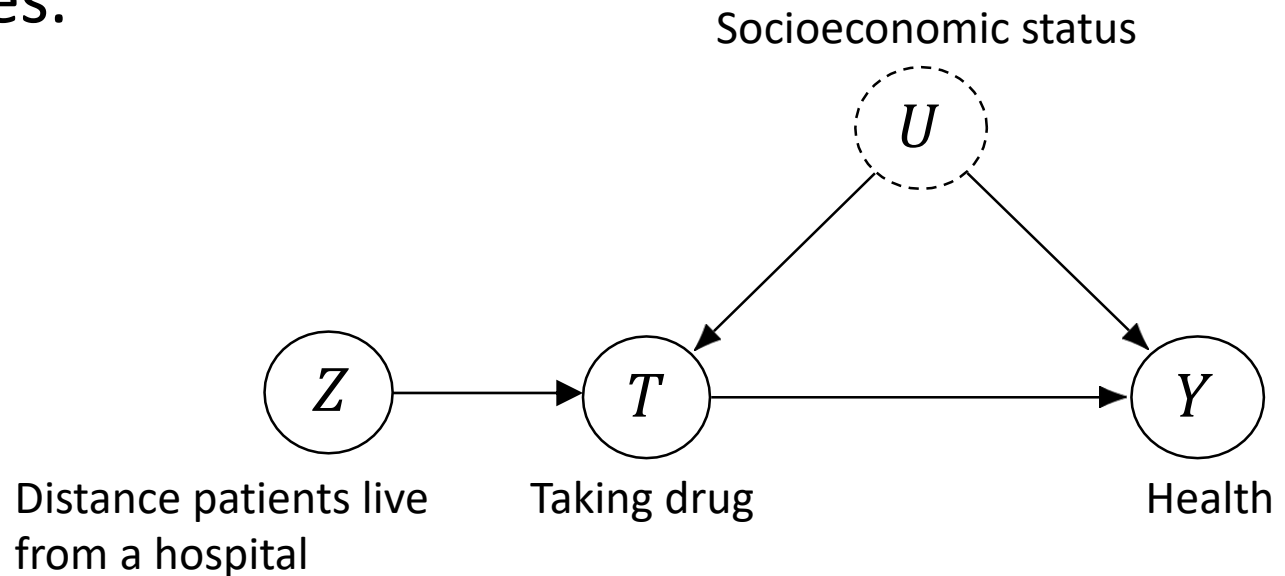 es:
Socioeconomic status
U
Z
T
Y
Distance patients live
from a hospital
Taking drug
Health